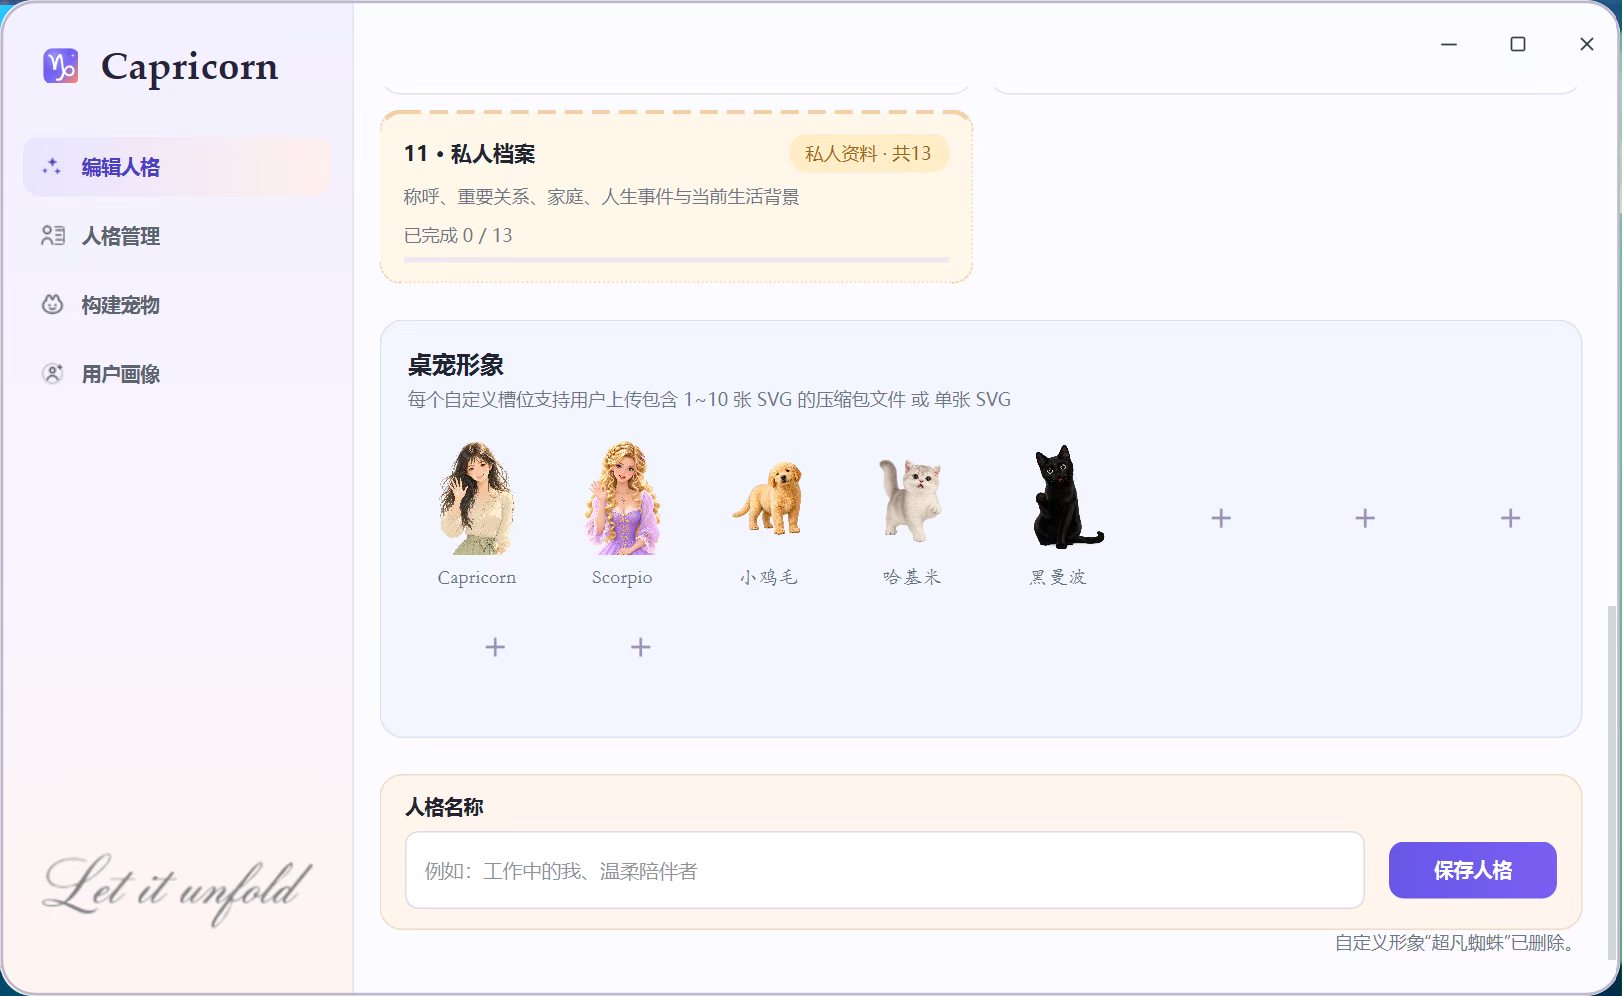 Capricorn
编辑人格
人格管理
构建宠物
用户画像
Let it unfold
11 • 私人档案
私人资料 · 共13
称呼、重要关系、家庭、人生事件与当前生活背景
已完成 0 / 13
桌宠形象
每个自定义槽位支持用户上传包含 1~10 张 SVG 的压缩包文件 或 单张 SVG
Capricorn
Scorpio
小鸡毛
哈基米
黑曼波
人格名称
例如：工作中的我、温柔陪伴者
保存人格
自定义形象“超凡蜘蛛”已删除。